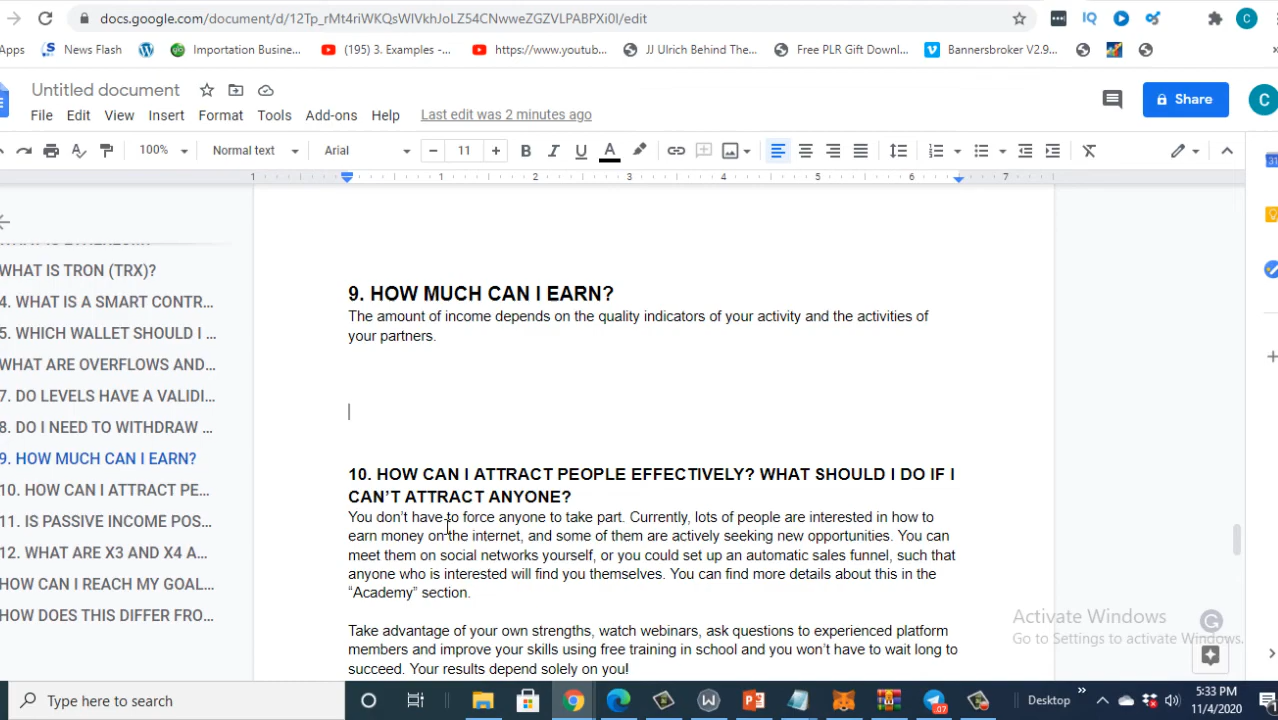 docs.google.com/document/d/12Tp_rMt4riWKQsWIVkhJoLZ54CNwweZGZVLPABPXi0I/edit
IQ
C
Apps
News Flash
Importation Busine...
(195) 3. Examples -...
https://www.youtub...
JJ Ulrich Behind The...
Free PLR Gift Downl...
Bannersbroker V2.9...
Untitled document
File Edit View Insert Format Tools Add-ons Help Last edit was 2 minutes ago
Share
C
100% Normal text Arial 11 B I U A
1 1 2 3 4 5 6 7
31
WHAT IS TRON (TRX)?
4. WHAT IS A SMART CONTR...
5. WHICH WALLET SHOULD I ...
WHAT ARE OVERFLOWS AND...
7. DO LEVELS HAVE A VALIDI...
8. DO I NEED TO WITHDRAW ...
9. HOW MUCH CAN I EARN?
10. HOW CAN I ATTRACT PE...
11. IS PASSIVE INCOME POS...
12. WHAT ARE X3 AND X4 A...
HOW CAN I REACH MY GOAL...
HOW DOES THIS DIFFER FRO...
9. HOW MUCH CAN I EARN?
The amount of income depends on the quality indicators of your activity and the activities of
your partners.
10. HOW CAN I ATTRACT PEOPLE EFFECTIVELY? WHAT SHOULD I DO IF I
CAN'T ATTRACT ANYONE?
You don't have to force anyone to take part. Currently, lots of people are interested in how to
earn money on the internet, and some of them are actively seeking new opportunities. You can
meet them on social networks yourself, or you could set up an automatic sales funnel, such that
anyone who is interested will find you themselves. You can find more details about this in the
“Academy” section.
Take advantage of your own strengths, watch webinars, ask questions to experienced platform
members and improve your skills using free training in school and you won't have to wait long to
succeed. Your results depend solely on you!
Activate Windows
Go to Settings to activate Windows.
Type here to search
07
Desktop
5:33 PM
11/4/2020